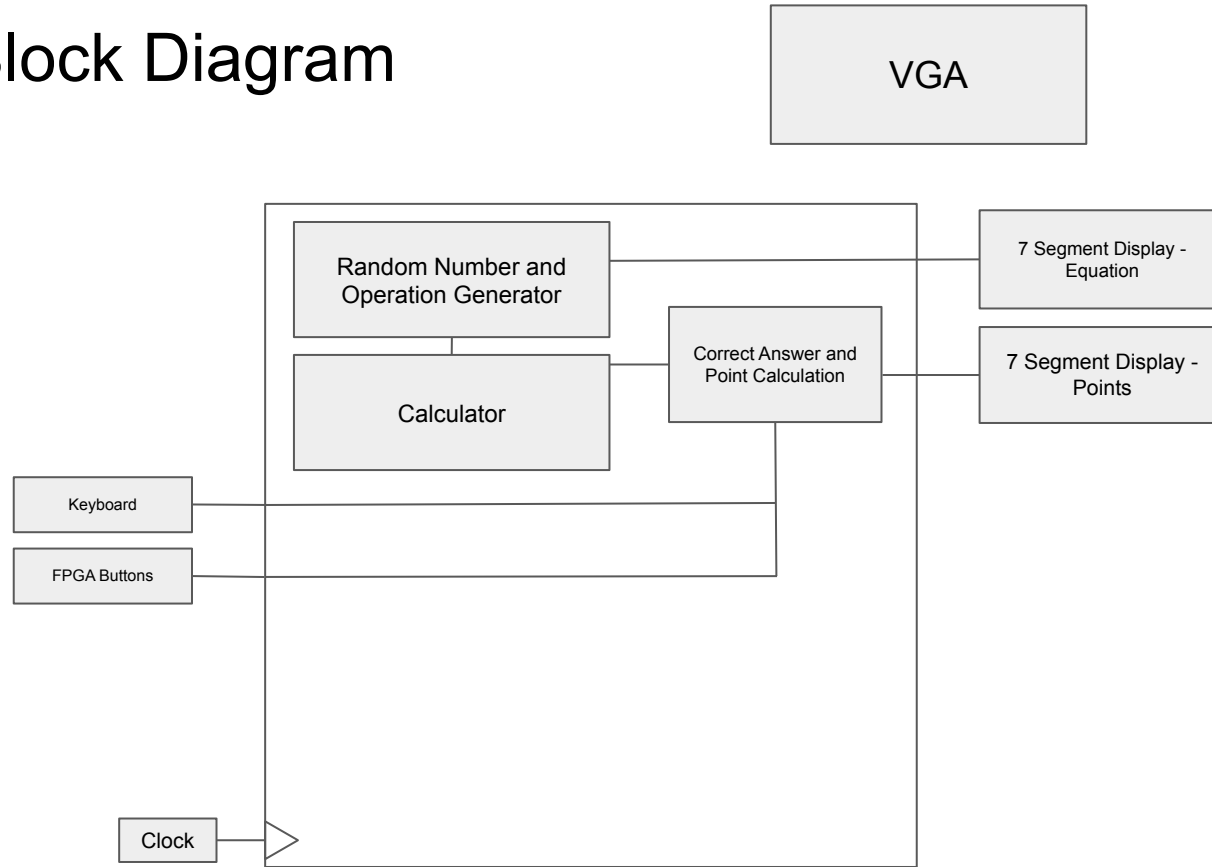 lock Diagram
VGA
Random Number and
Operation Generator
7 Segment Display -
Equation
Correct Answer and
Point Calculation
7 Segment Display -
Points
Calculator
Keyboard
FPGA Buttons
Clock